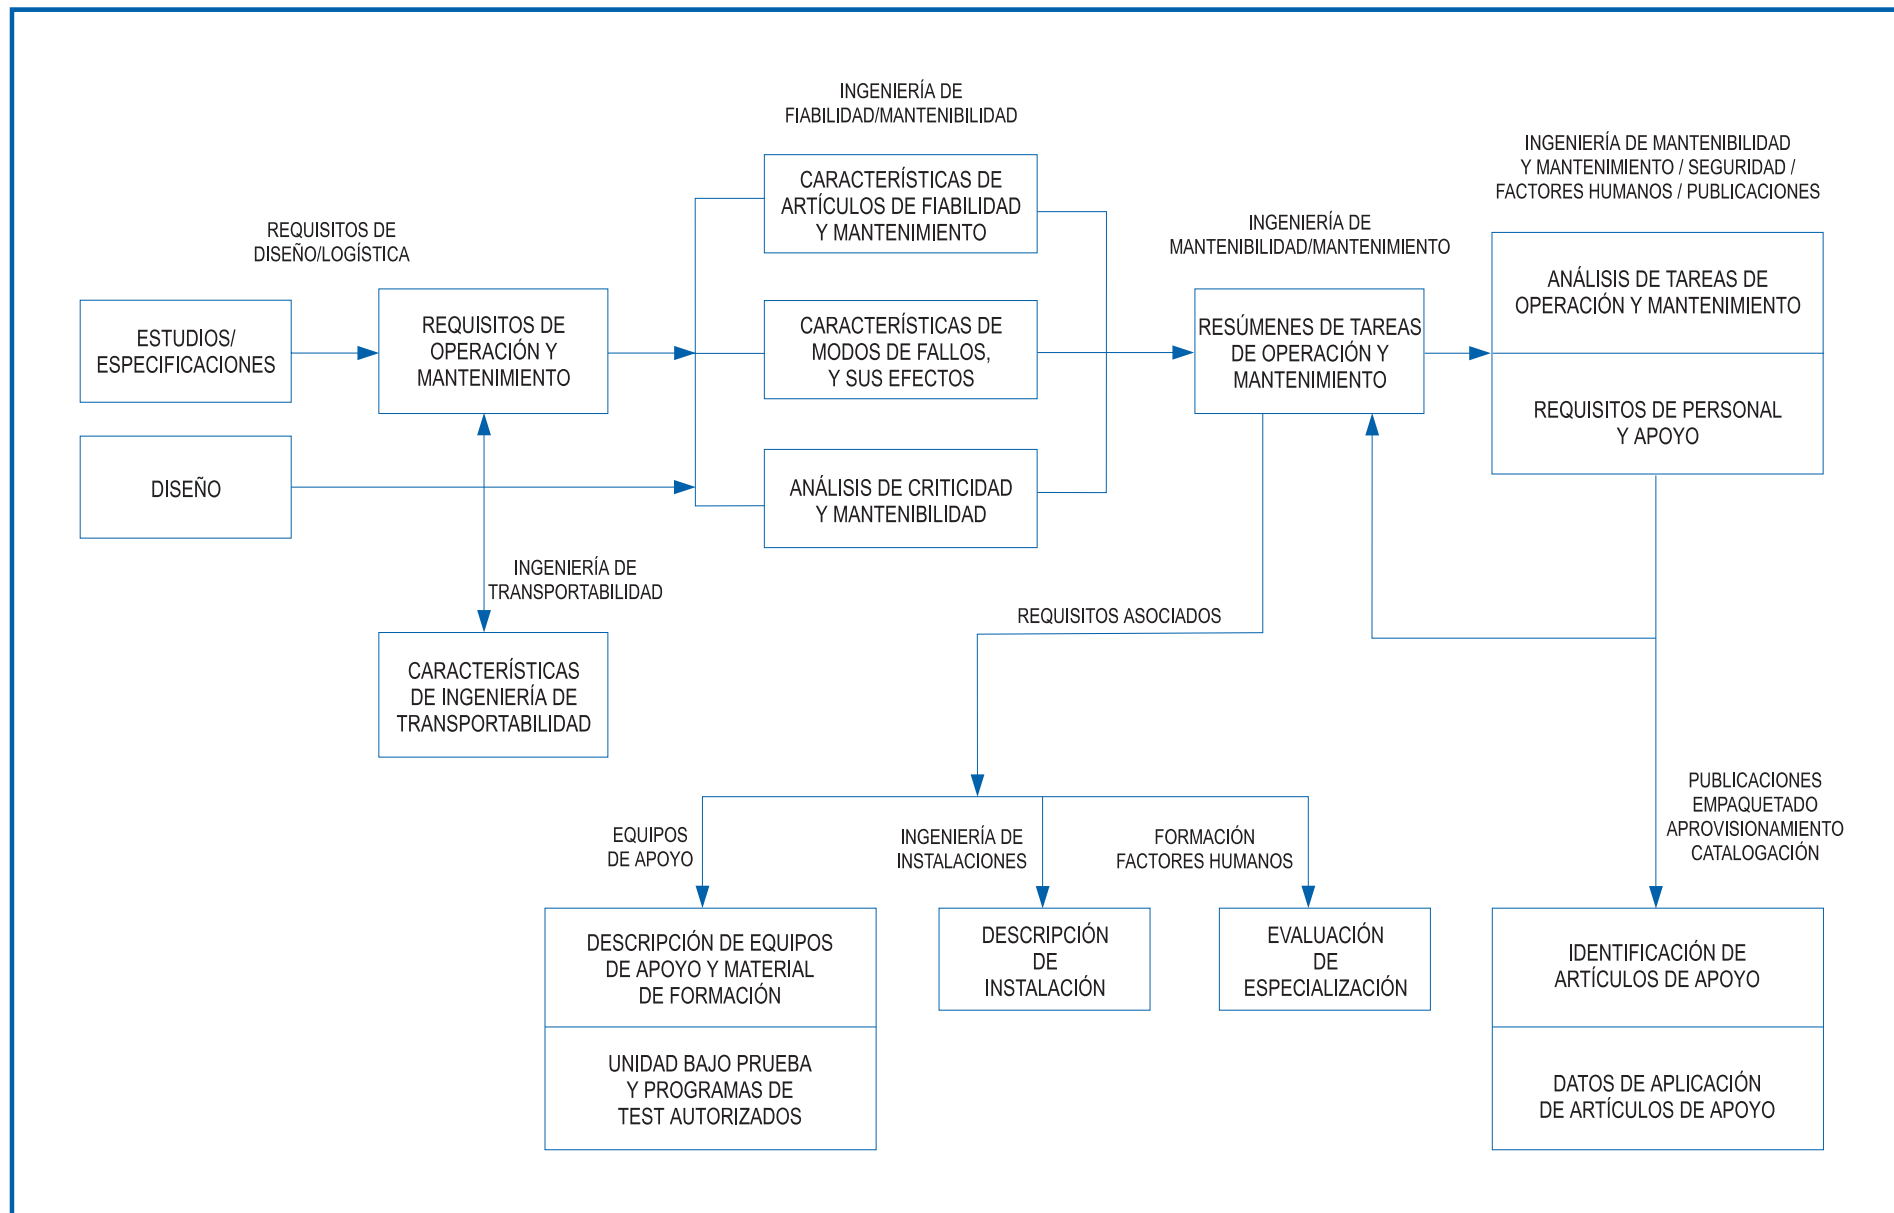 INGENIERÍA DE
FIABILIDAD/MANTENIBILIDAD
INGENIERÍA DE MANTENIBILIDAD
Y MANTENIMIENTO / SEGURIDAD /
FACTORES HUMANOS / PUBLICACIONES
REQUISITOS DE
DISEÑO/LOGÍSTICA
CARACTERÍSTICAS DE
ARTÍCULOS DE FIABILIDAD
Y MANTENIMIENTO
INGENIERÍA DE
MANTENIBILIDAD/MANTENIMIENTO
ESTUDIOS/
ESPECIFICACIONES
REQUISITOS DE
OPERACIÓN Y
MANTENIMIENTO
CARACTERÍSTICAS DE
MODOS DE FALLOS,
Y SUS EFECTOS
RESÚMENES DE TAREAS
DE OPERACIÓN Y
MANTENIMIENTO
ANÁLISIS DE TAREAS DE
OPERACIÓN Y MANTENIMIENTO
REQUISITOS DE PERSONAL
Y APOYO
DISEÑO
ANÁLISIS DE CRITICIDAD
Y MANTENIBILIDAD
INGENIERÍA DE
TRANSPORTABILIDAD
REQUISITOS ASOCIADOS
CARACTERÍSTICAS
DE INGENIERÍA DE
TRANSPORTABILIDAD
EQUIPOS
DE APOYO
INGENIERÍA DE
INSTALACIONES
FORMACIÓN
FACTORES HUMANOS
PUBLICACIONES
EMPAQUETADO
APROVISIONAMIENTO
CATALOGACIÓN
DESCRIPCIÓN DE EQUIPOS
DE APOYO Y MATERIAL
DE FORMACIÓN
DESCRIPCIÓN
DE
INSTALACIÓN
EVALUACIÓN
DE
ESPECIALIZACIÓN
IDENTIFICACIÓN DE
ARTÍCULOS DE APOYO
UNIDAD BAJO PRUEBA
Y PROGRAMAS DE
TEST AUTORIZADOS
DATOS DE APLICACIÓN
DE ARTÍCULOS DE APOYO